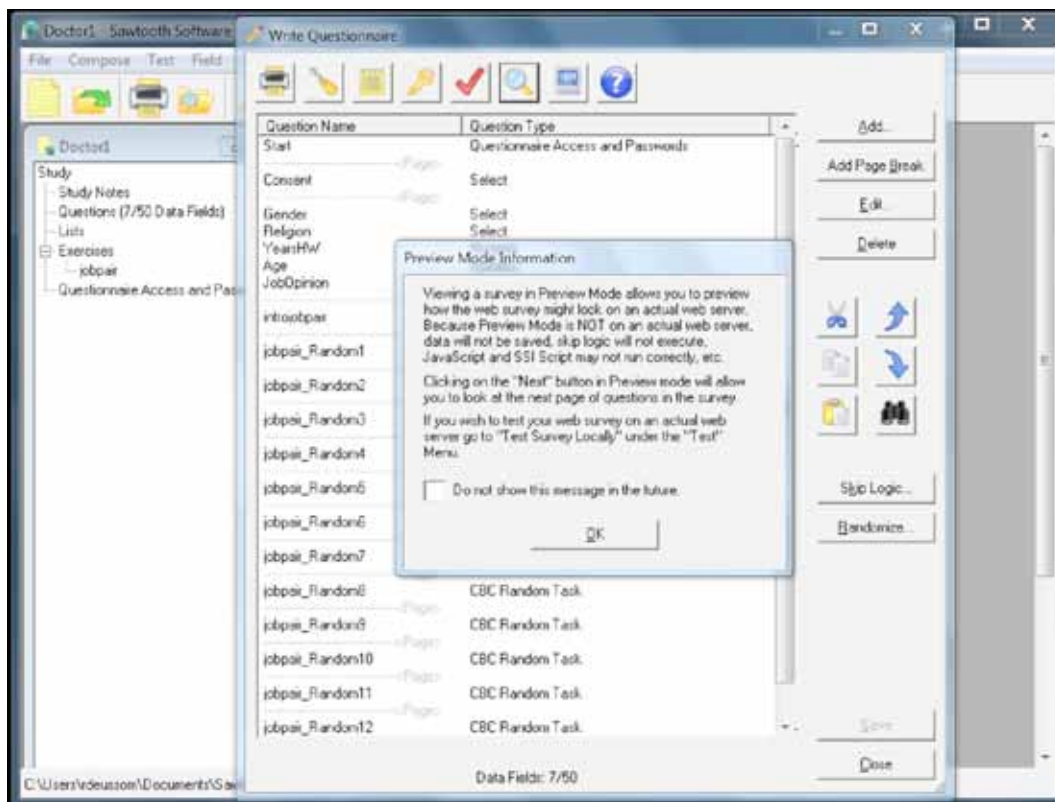 Doctor1 - Sawtooth Software
Write Questionnaire
File Compose Test Field
Doctor1
Study
Study Notes
Questions (7/50 Data Fields)
Lists
Exercises
jobpair
Questionnaire Access and Pass
Question Name Question Type
Start Questionnaire Access and Passwords
<Page>
Consent Select
<Page>
Gender Select
Religion Select
YearsHW
Age
JobOpinion
introjobpair
jobpair_Random1
jobpair_Random2
jobpair_Random3
jobpair_Random4
jobpair_Random5
jobpair_Random6
jobpair_Random7
jobpair_Random8 CBC Random Task
<Page>
jobpair_Random9 CBC Random Task
<Page>
jobpair_Random10 CBC Random Task
<Page>
jobpair_Random11 CBC Random Task
<Page>
jobpair_Random12 CBC Random Task
Data Fields: 7/50
Add...
Add Page Break
Edit...
Delete
Skip Logic...
Randomize...
Save
Close
Preview Mode Information
Viewing a survey in Preview Mode allows you to preview
how the web survey might look on an actual web server.
Because Preview Mode is NOT on an actual web server,
data will not be saved, skip logic will not execute,
JavaScript and SSI Script may not run correctly, etc.
Clicking on the "Next" button in Preview mode will allow
you to look at the next page of questions in the survey.
If you wish to test your web survey on an actual web
server go to "Test Survey Locally" under the "Test"
Menu.
Do not show this message in the future.
OK
C:\Users\rdeussom\Documents\Saw